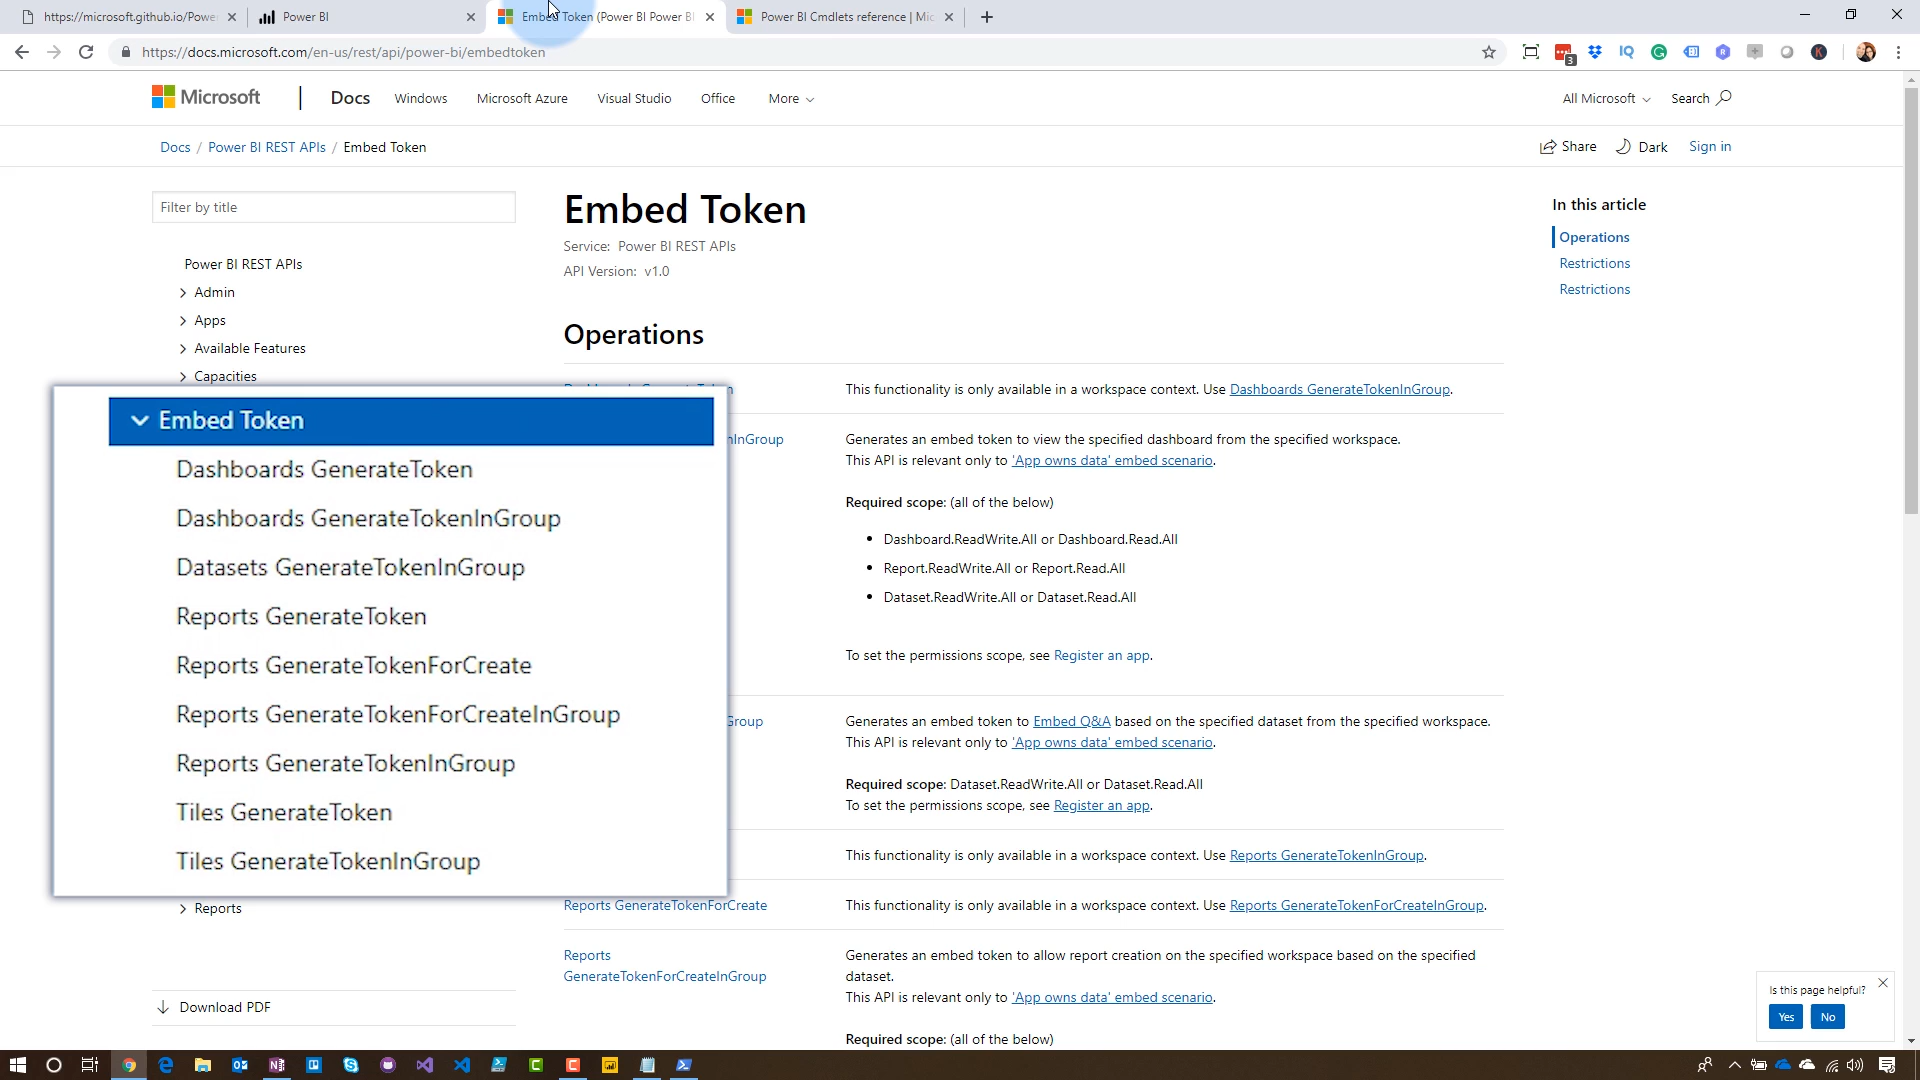 https://microsoft.github.io/Powe
Power BI
Embed Token (Power BI Power BI
Power BI Cmdlets reference | Mic
https://docs.microsoft.com/en-us/rest/api/power-bi/embedtoken
3
R
K
Microsoft
Docs
Windows
Microsoft Azure
Visual Studio
Office
More
All Microsoft
Search
Docs / Power BI REST APIs / Embed Token
Share
Dark
Sign in
Filter by title
Power BI REST APIs
Admin
Apps
Available Features
Capacities
Embed Token
Dashboards GenerateToken
Dashboards GenerateTokenInGroup
Datasets GenerateTokenInGroup
Reports GenerateToken
Reports GenerateTokenForCreate
Reports GenerateTokenForCreateInGroup
Reports GenerateTokenInGroup
Tiles GenerateToken
Tiles GenerateTokenInGroup
Reports
Download PDF
Embed Token
Service: Power BI REST APIs
API Version: v1.0
Operations
This functionality is only available in a workspace context. Use Dashboards GenerateTokenInGroup.
InGroup
Generates an embed token to view the specified dashboard from the specified workspace.
This API is relevant only to 'App owns data' embed scenario.
Required scope: (all of the below)
Dashboard.ReadWrite.All or Dashboard.Read.All
Report.ReadWrite.All or Report.Read.All
Dataset.ReadWrite.All or Dataset.Read.All
To set the permissions scope, see Register an app.
Group
Generates an embed token to Embed Q&A based on the specified dataset from the specified workspace.
This API is relevant only to 'App owns data' embed scenario.
Required scope: Dataset.ReadWrite.All or Dataset.Read.All
To set the permissions scope, see Register an app.
This functionality is only available in a workspace context. Use Reports GenerateTokenInGroup.
Reports GenerateTokenForCreate
This functionality is only available in a workspace context. Use Reports GenerateTokenForCreateInGroup.
Reports
GenerateTokenForCreateInGroup
Generates an embed token to allow report creation on the specified workspace based on the specified
dataset.
This API is relevant only to 'App owns data' embed scenario.
Required scope: (all of the below)
In this article
Operations
Restrictions
Restrictions
Is this page helpful?
Yes
No